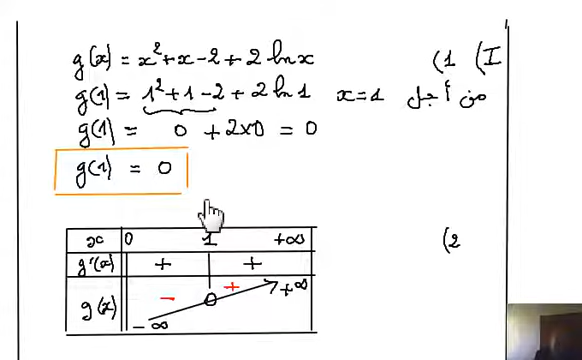 I) 1) g(x) = x² + x - 2 + 2 ln x
من أجل x = 1 g(1) = 1² + 1 - 2 + 2 ln 1
g(1) = 0 + 2×0 = 0
g(1) = 0
2)
x 0 1 +∞
g'(x) + +
g(x) -∞ - 0 + +∞